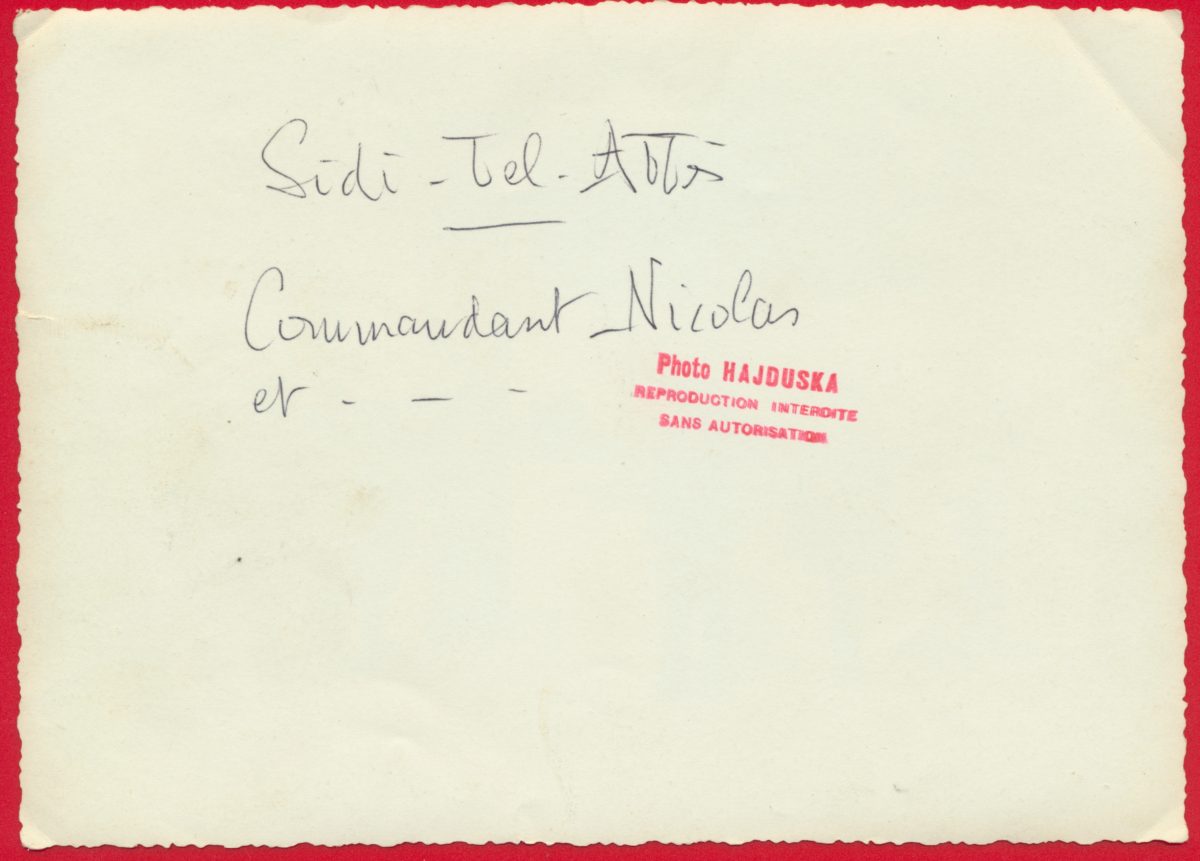 Sidi-Bel-Abbès
Commandant Nicolas
et - - -
Photo HAJDUSKA
REPRODUCTION INTERDITE
SANS AUTORISATION